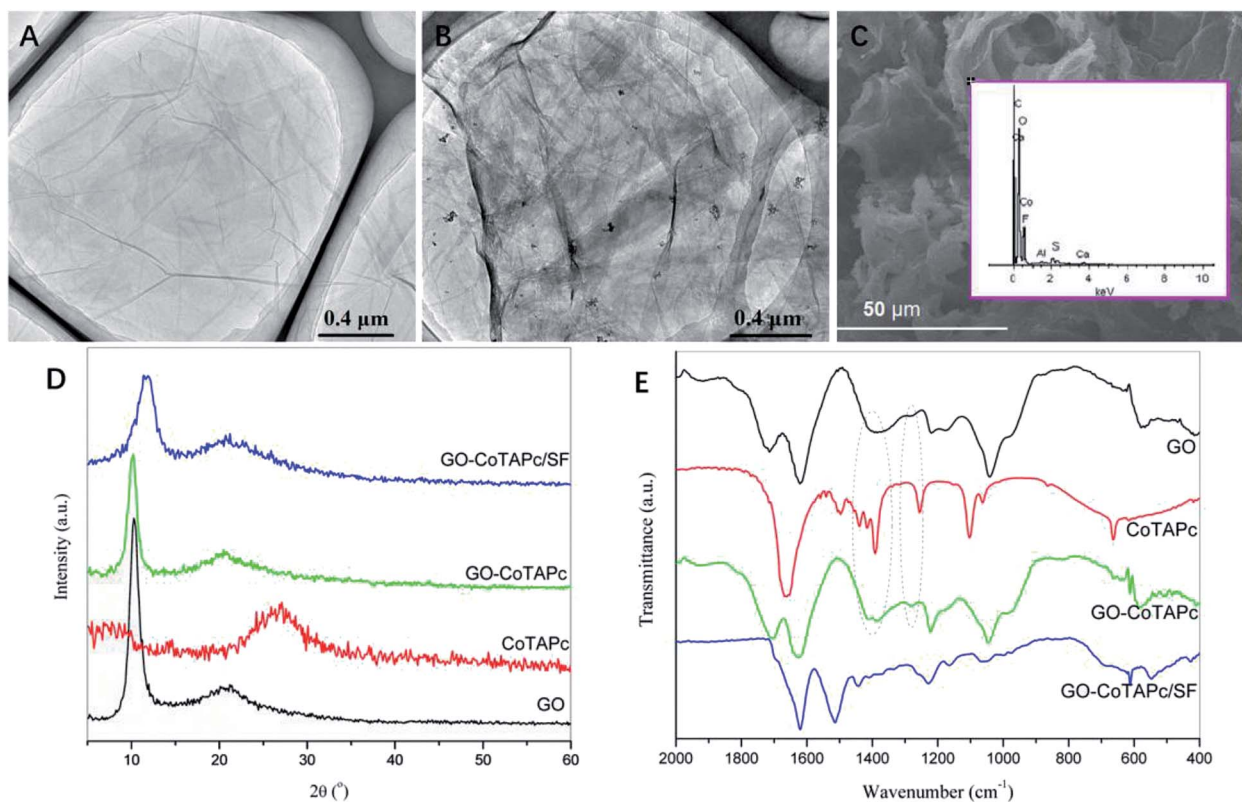 A
0.4 µm
B
0.4 µm
C
C
O
Ca
Co
F
Al
S
Ca
0 2 4 6 8 10
keV
50 µm
D
Intensity (a.u.)
GO-CoTAPc/SF
GO-CoTAPc
CoTAPc
GO
10 20 30 40 50 60
2θ (°)
E
Transmittance (a.u.)
GO
CoTAPc
GO-CoTAPc
GO-CoTAPc/SF
2000 1800 1600 1400 1200 1000 800 600 400
Wavenumber (cm⁻¹)